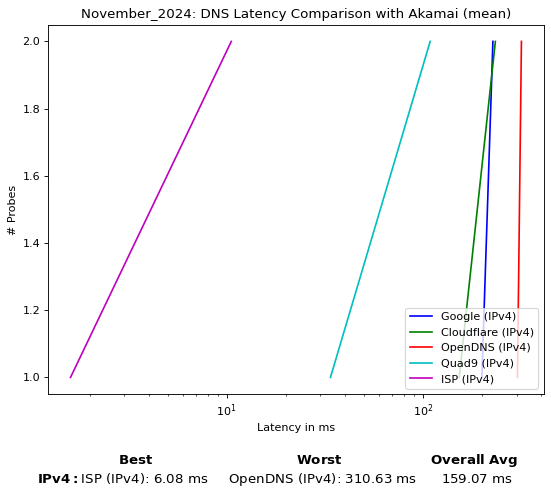 November_2024: DNS Latency Comparison with Akamai (mean)
2.0
1.8
1.6
1.4
1.2
1.0
# Probes
10¹
10²
Latency in ms
Google (IPv4)
Cloudflare (IPv4)
OpenDNS (IPv4)
Quad9 (IPv4)
ISP (IPv4)
Best Worst Overall Avg
IPv4: ISP (IPv4): 6.08 ms OpenDNS (IPv4): 310.63 ms 159.07 ms